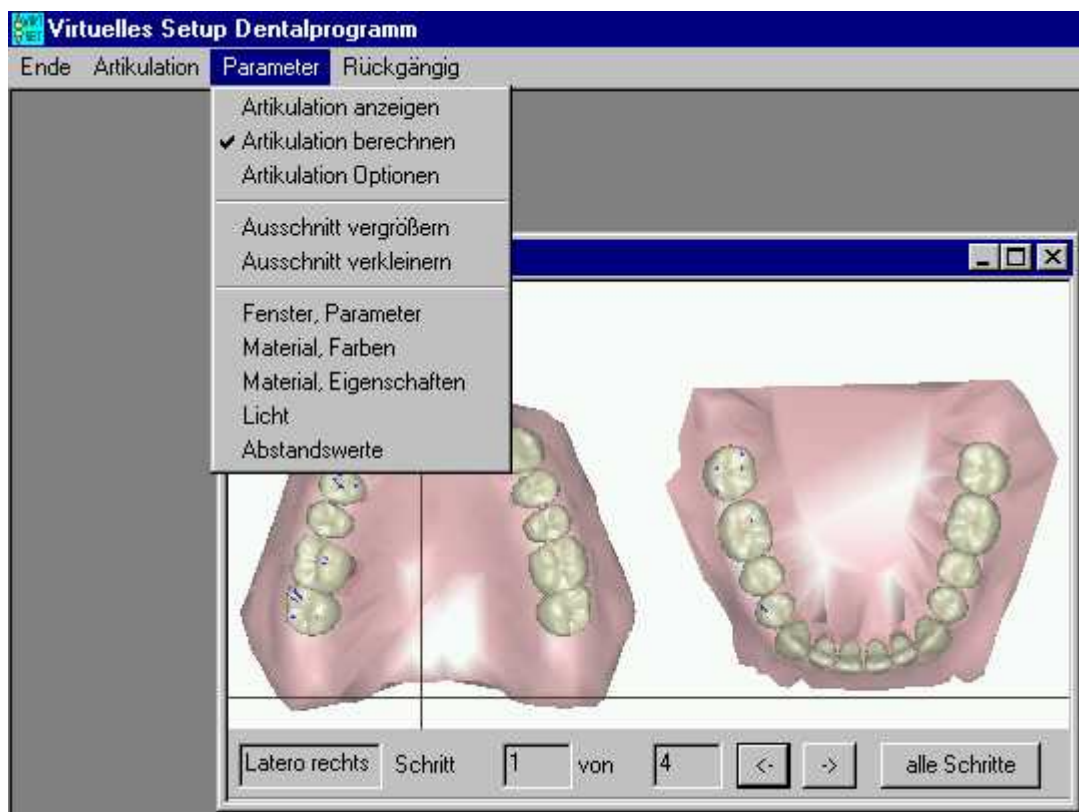 Virtuelles Setup Dentalprogramm
Ende Artikulation Parameter Rückgängig
Artikulation anzeigen
Artikulation berechnen
Artikulation Optionen
Ausschnitt vergrößern
Ausschnitt verkleinern
Fenster, Parameter
Material, Farben
Material, Eigenschaften
Licht
Abstandswerte
Latero rechts Schritt 1 von 4 <- -> alle Schritte